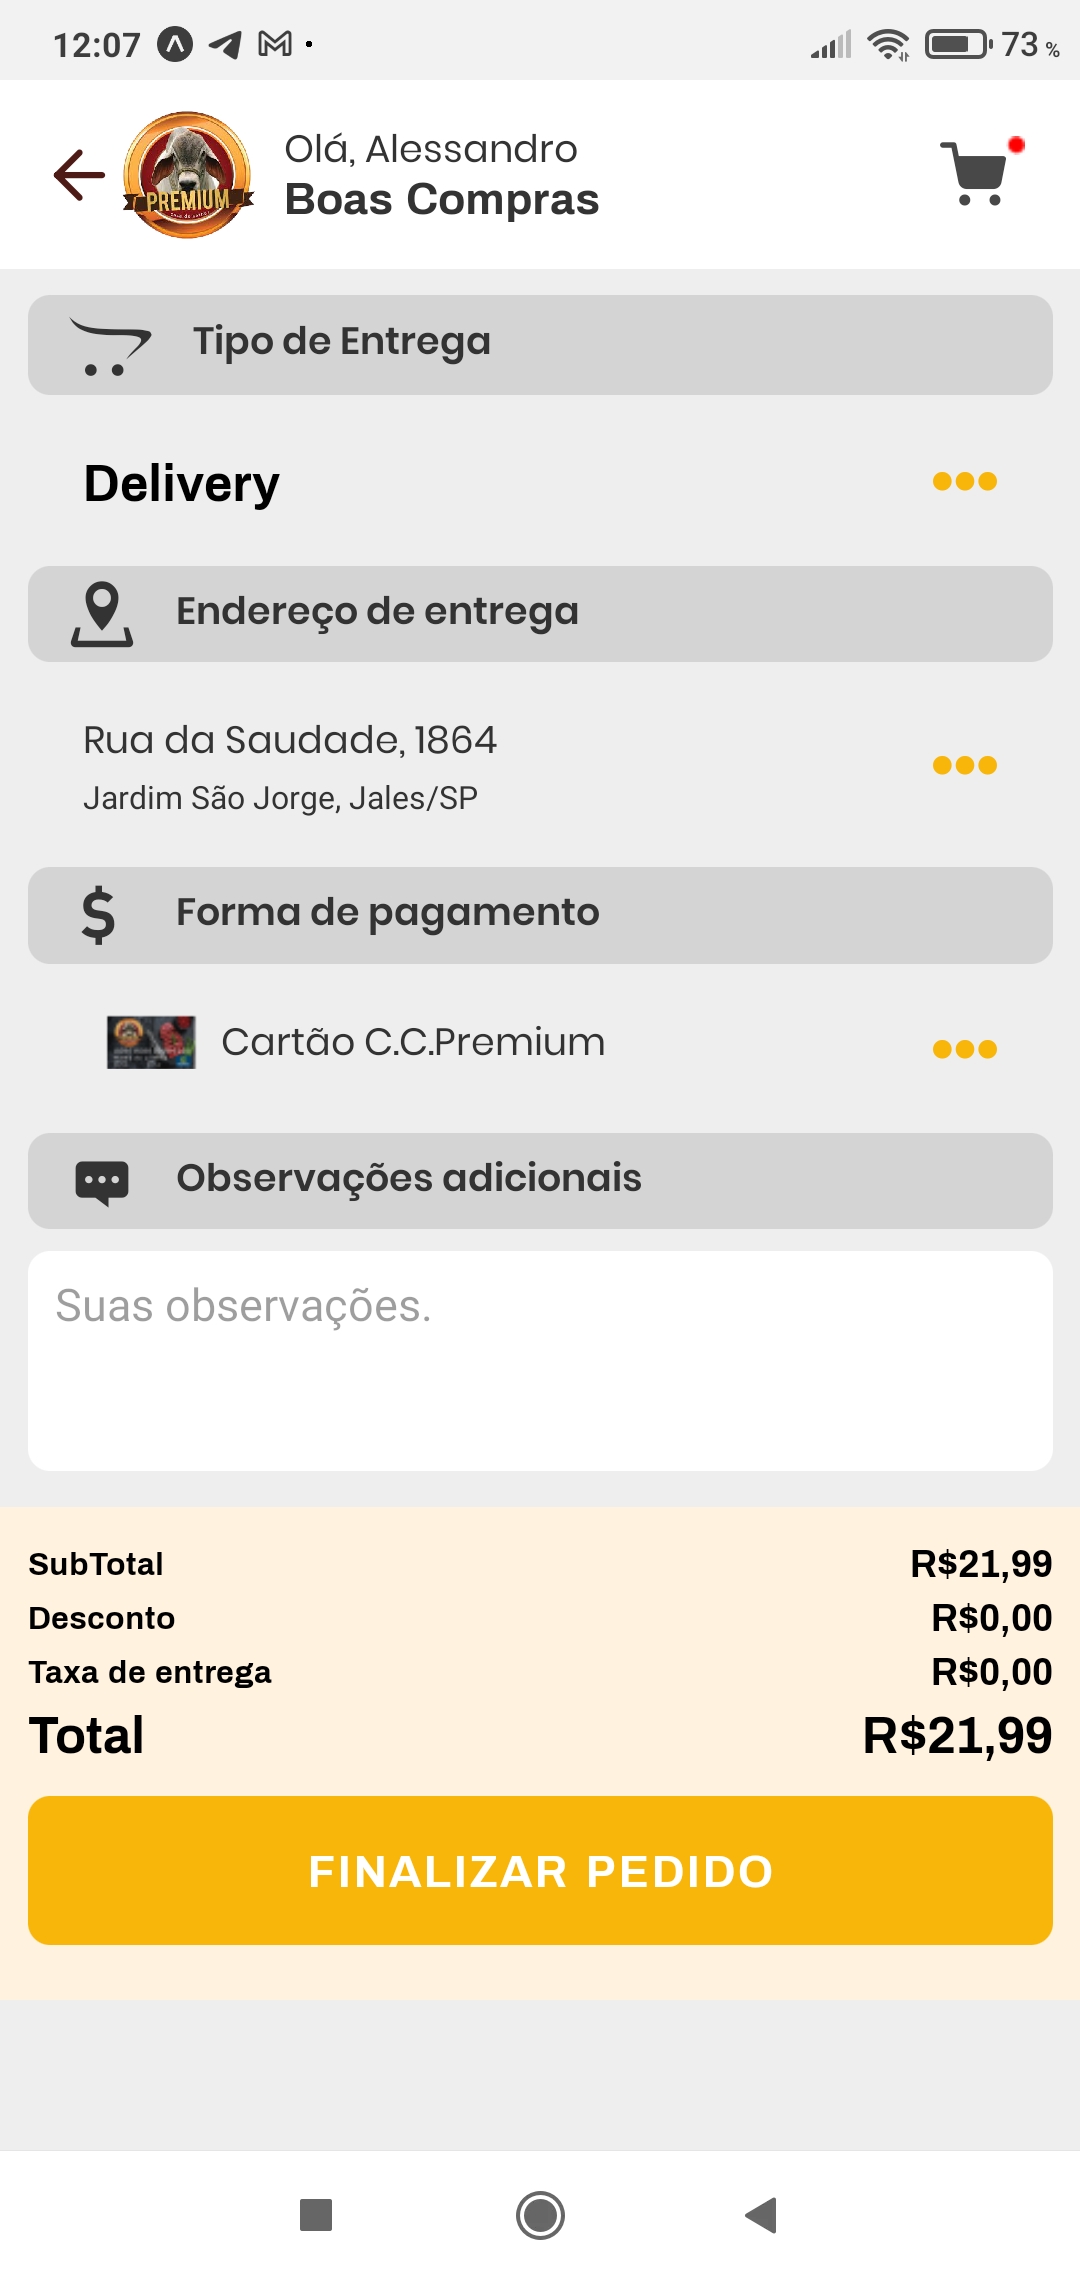 12:07
73 %
PREMIUM
Olá, Alessandro
Boas Compras
Tipo de Entrega
Delivery
Endereço de entrega
Rua da Saudade, 1864
Jardim São Jorge, Jales/SP
Forma de pagamento
Cartão C.C.Premium
Observações adicionais
Suas observações.
SubTotal R$21,99
Desconto R$0,00
Taxa de entrega R$0,00
Total R$21,99
FINALIZAR PEDIDO